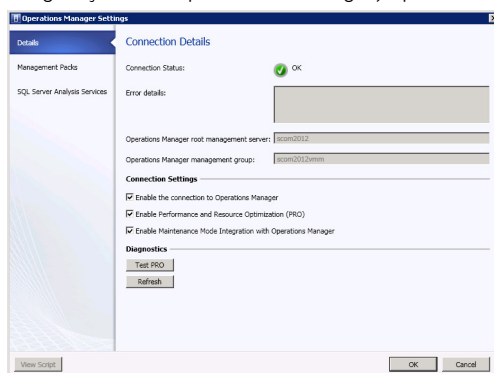 Operations Manager Settings
Details
Management Packs
SQL Server Analysis Services
Connection Details
Connection Status:
OK
Error details:
Operations Manager root management server:
scom2012
Operations Manager management group:
scom2012vmm
Connection Settings
Enable the connection to Operations Manager
Enable Performance and Resource Optimization (PRO)
Enable Maintenance Mode Integration with Operations Manager
Diagnostics
Test PRO
Refresh
View Script
OK
Cancel